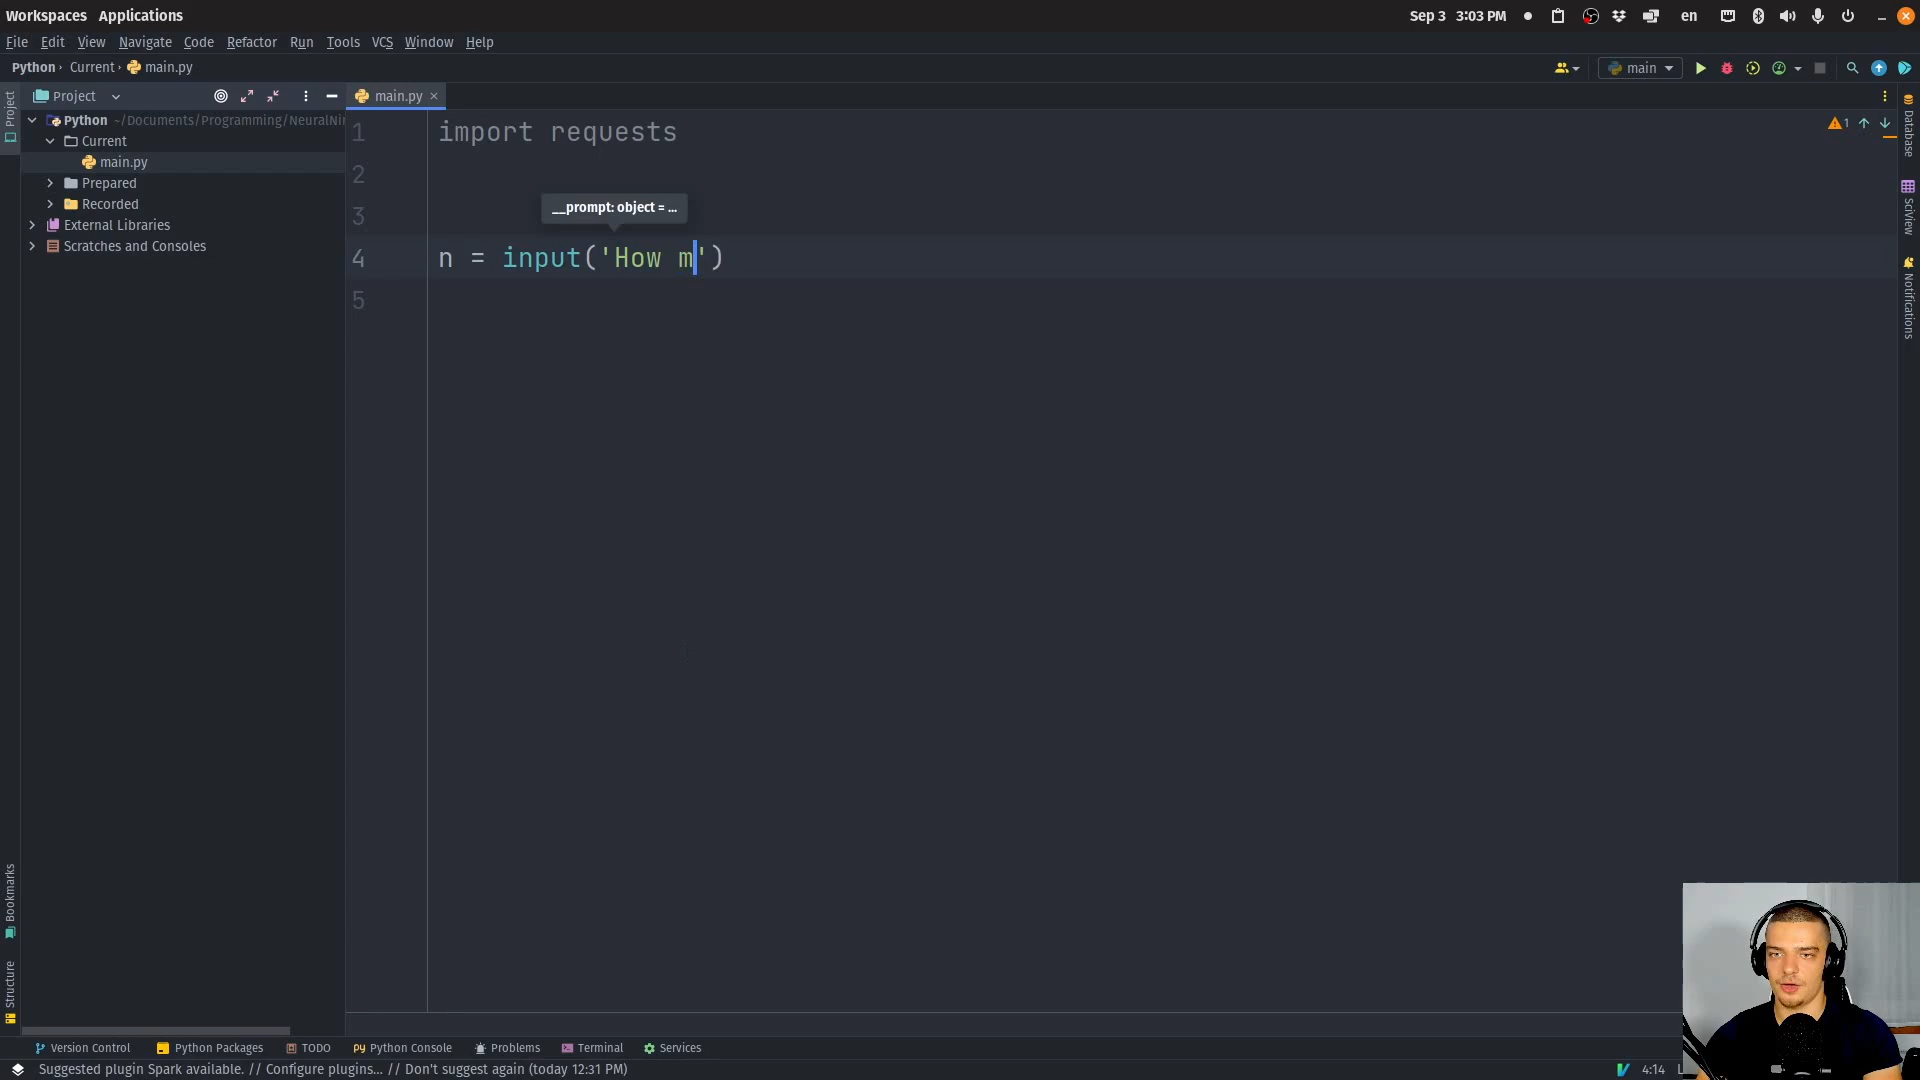 Workspaces Applications Sep 3 3:03 PM en
File Edit View Navigate Code Refactor Run Tools VCS Window Help
Python Current main.py main
Project main.py
Python ~/Documents/Programming/NeuralNin
Current
main.py
Prepared
Recorded
External Libraries
Scratches and Consoles
1 import requests
2
3
__prompt: object = ...
4 n = input('How m')
5
1
Project
Bookmarks
Structure
Database
SciView
Notifications
Version Control Python Packages TODO Python Console Problems Terminal Services
Suggested plugin Spark available. // Configure plugins... // Don't suggest again (today 12:31 PM) 4:14